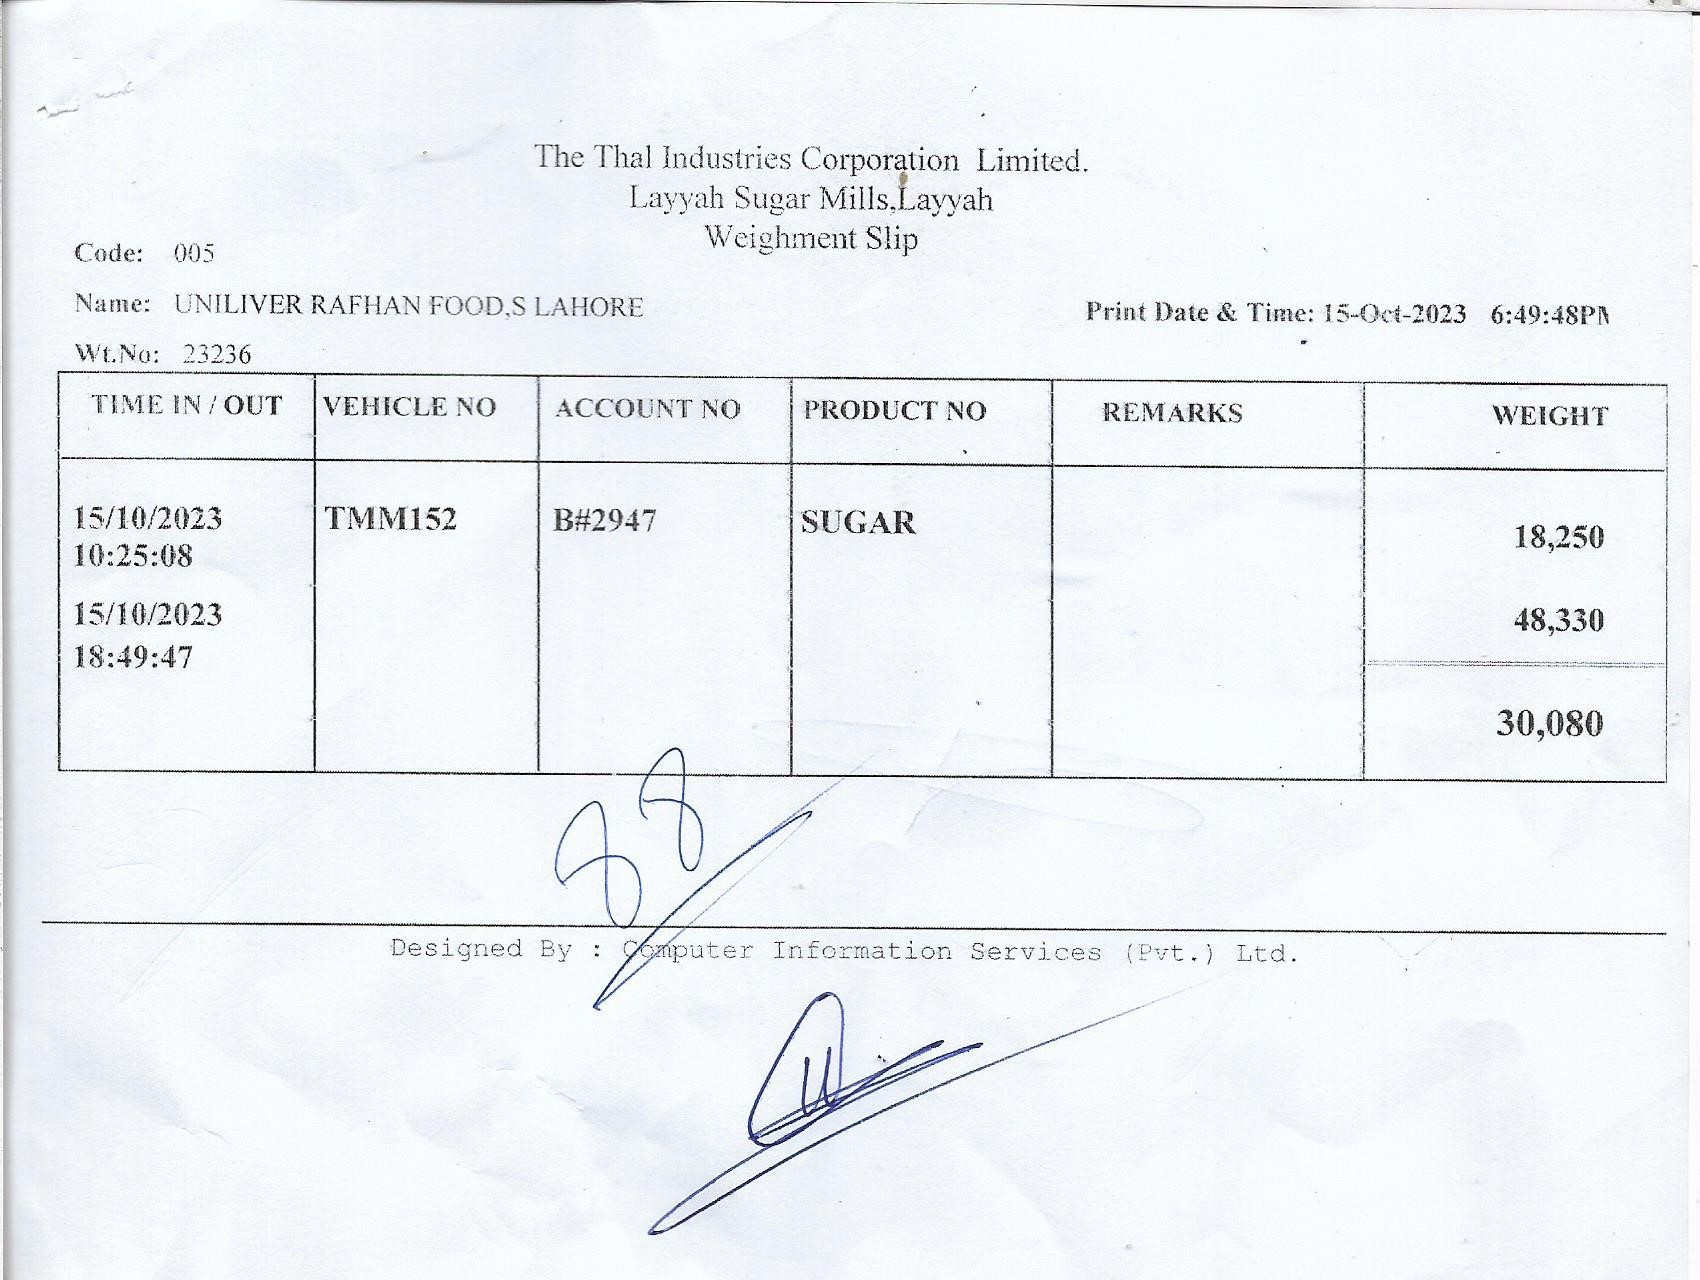 The Thal Industries Corporation Limited.
Layyah Sugar Mills,Layyah
Weighment Slip
Code: 005
Name: UNILIVER RAFHAN FOOD,S LAHORE
Print Date & Time: 15-Oct-2023 6:49:48PM
Wt.No: 23236
TIME IN / OUT VEHICLE NO ACCOUNT NO PRODUCT NO REMARKS WEIGHT
15/10/2023 TMM152 B#2947 SUGAR 18,250
10:25:08
15/10/2023 48,330
18:49:47
30,080
88
Designed By : Computer Information Services (Pvt.) Ltd.